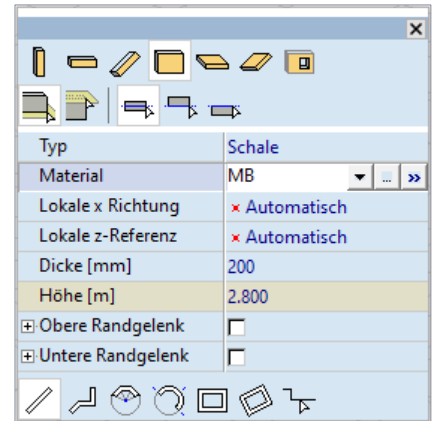 Typ Schale
Material MB ... »
Lokale x Richtung Automatisch
Lokale z-Referenz Automatisch
Dicke [mm] 200
Höhe [m] 2.800
Obere Randgelenk
Untere Randgelenk